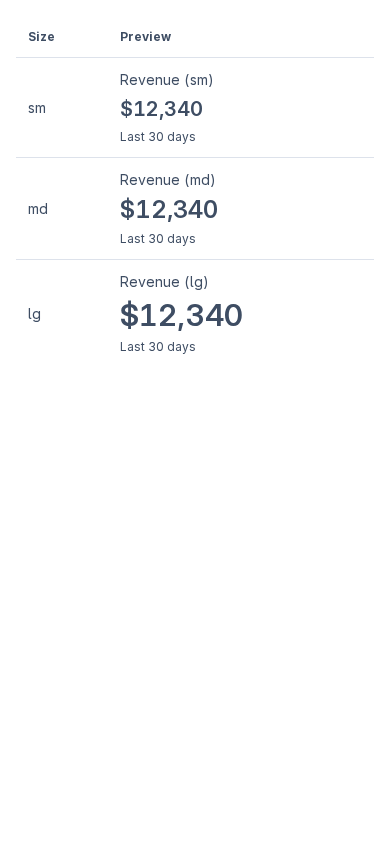 Size Preview
Revenue (sm)
sm
$12,340
Last 30 days
Revenue (md)
md
$12,340
Last 30 days
Revenue (lg)
lg
$12,340
Last 30 days